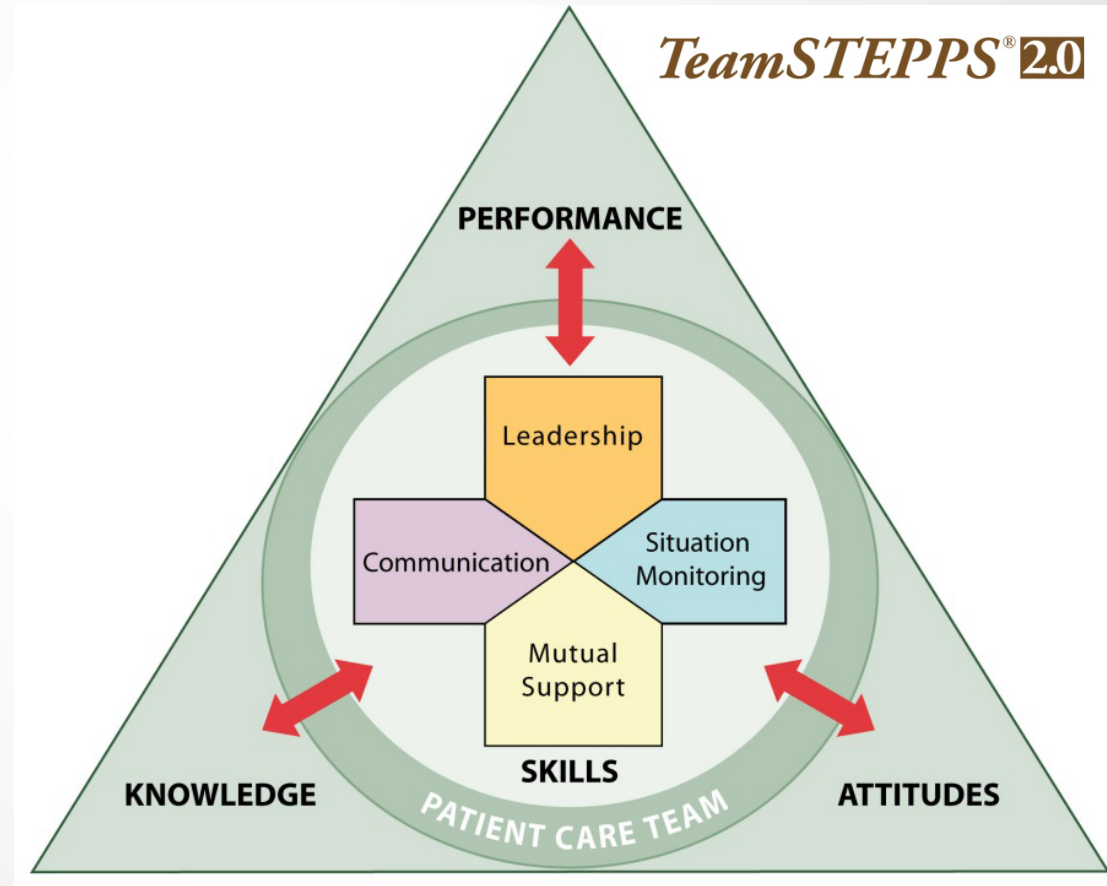 TeamSTEPPS® 2.0
PERFORMANCE
Leadership
Communication
Situation
Monitoring
Mutual
Support
SKILLS
KNOWLEDGE
ATTITUDES
PATIENT CARE TEAM